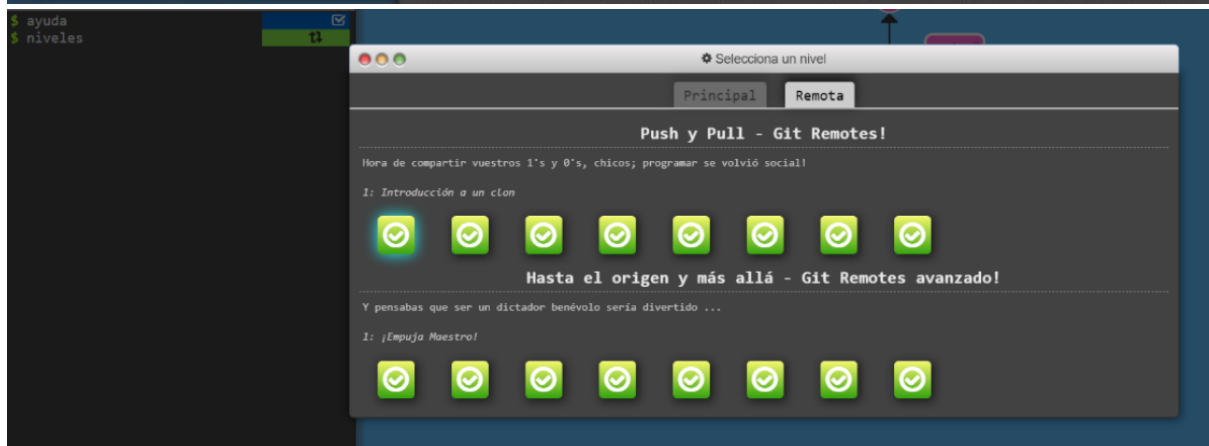 $ ayuda
$ niveles
Selecciona un nivel
Principal Remota
Push y Pull - Git Remotes!
Hora de compartir vuestros 1's y 0's, chicos; programar se volvió social!
1: Introducción a un clon
Hasta el origen y más allá - Git Remotes avanzado!
Y pensabas que ser un dictador benévolo sería divertido ...
1: ¡Empuja Maestro!